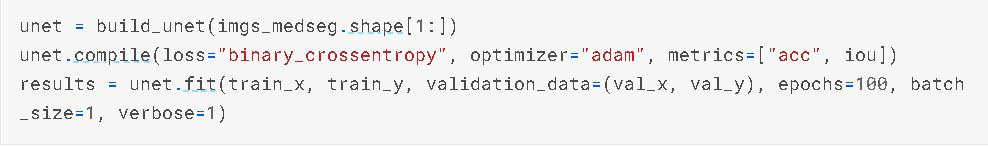 unet = build_unet(imgs_medseg.shape[1:])
unet.compile(loss="binary_crossentropy", optimizer="adam", metrics=["acc", iou])
results = unet.fit(train_x, train_y, validation_data=(val_x, val_y), epochs=100, batch
_size=1, verbose=1)